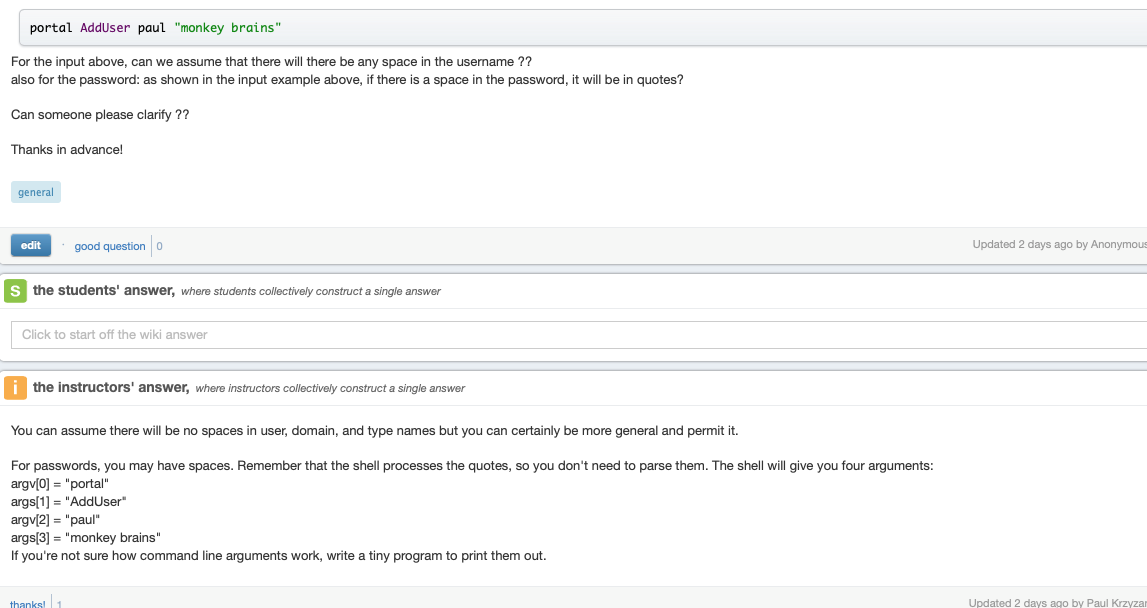 portal AddUser paul "monkey brains"
For the input above, can we assume that there will there be any space in the username ??
also for the password: as shown in the input example above, if there is a space in the password, it will be in quotes?
Can someone please clarify ??
Thanks in advance!
general
edit · good question 0
Updated 2 days ago by Anonymous
S the students' answer, where students collectively construct a single answer
Click to start off the wiki answer
i the instructors' answer, where instructors collectively construct a single answer
You can assume there will be no spaces in user, domain, and type names but you can certainly be more general and permit it.
For passwords, you may have spaces. Remember that the shell processes the quotes, so you don't need to parse them. The shell will give you four arguments:
argv[0] = "portal"
args[1] = "AddUser"
argv[2] = "paul"
args[3] = "monkey brains"
If you're not sure how command line arguments work, write a tiny program to print them out.
thanks! 1
Updated 2 days ago by Paul